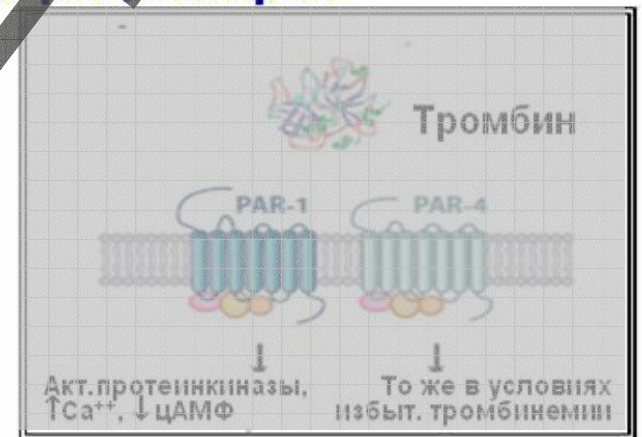 Тромбин
PAR-1 PAR-4
Акт.протеинкиназы,
↑Ca⁺⁺, ↓цАМФ
То же в условиях
избыт. тромбинемии